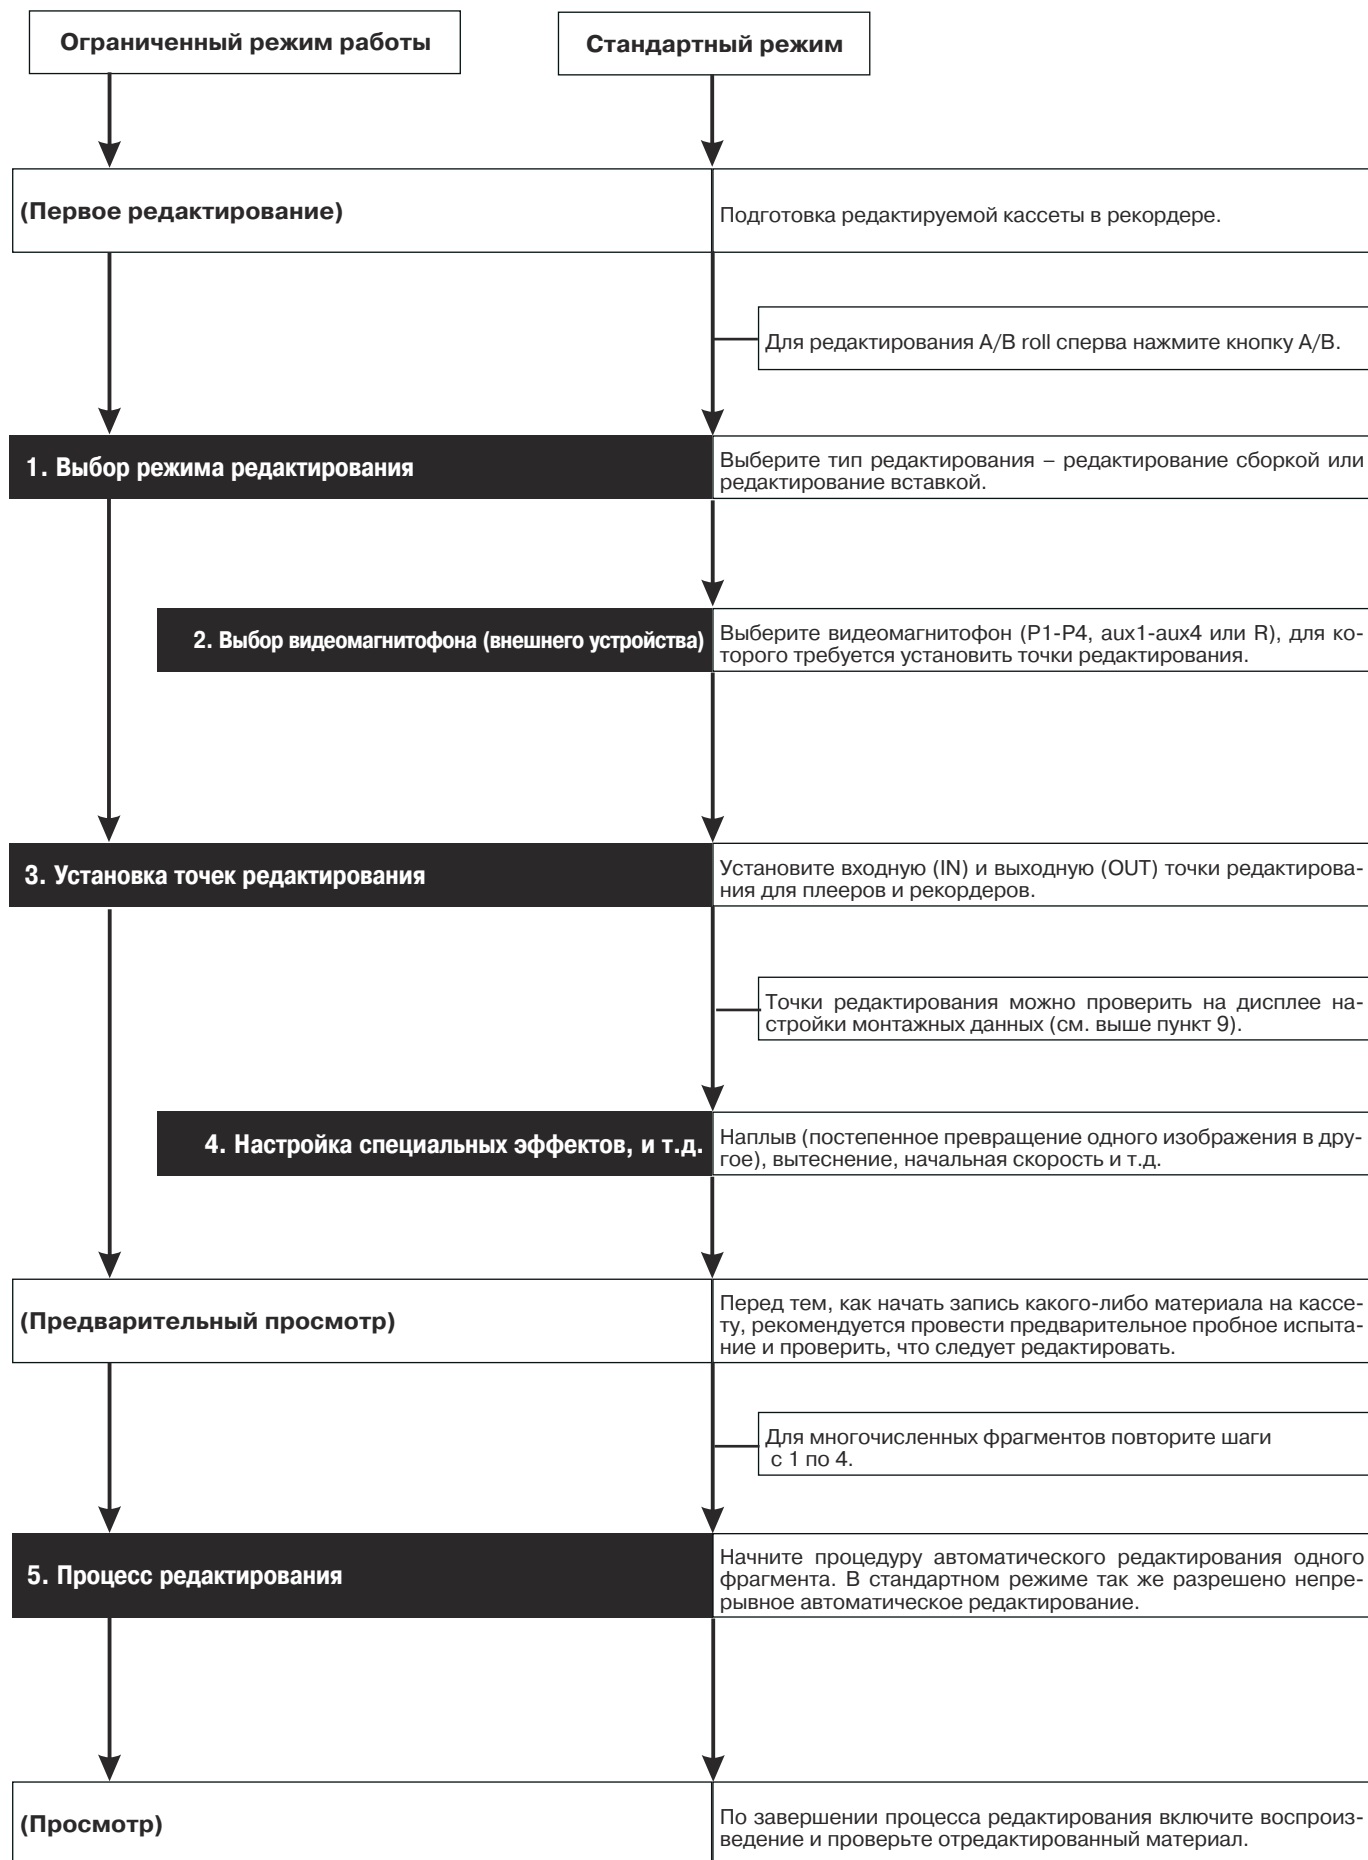 Ограниченный режим работы
Стандартный режим
(Первое редактирование)
Подготовка редактируемой кассеты в рекордере.
Для редактирования A/B roll сперва нажмите кнопку A/B.
1. Выбор режима редактирования
Выберите тип редактирования – редактирование сборкой или
редактирование вставкой.
2. Выбор видеомагнитофона (внешнего устройства)
Выберите видеомагнитофон (P1-P4, aux1-aux4 или R), для ко-
торого требуется установить точки редактирования.
3. Установка точек редактирования
Установите входную (IN) и выходную (OUT) точки редактирова-
ния для плееров и рекордеров.
Точки редактирования можно проверить на дисплее на-
стройки монтажных данных (см. выше пункт 9).
4. Настройка специальных эффектов, и т.д.
Наплыв (постепенное превращение одного изображения в дру-
гое), вытеснение, начальная скорость и т.д.
(Предварительный просмотр)
Перед тем, как начать запись какого-либо материала на кассе-
ту, рекомендуется провести предварительное пробное испыта-
ние и проверить, что следует редактировать.
Для многочисленных фрагментов повторите шаги
с 1 по 4.
5. Процесс редактирования
Начните процедуру автоматического редактирования одного
фрагмента. В стандартном режиме так же разрешено непре-
рывное автоматическое редактирование.
(Просмотр)
По завершении процесса редактирования включите воспроиз-
ведение и проверьте отредактированный материал.